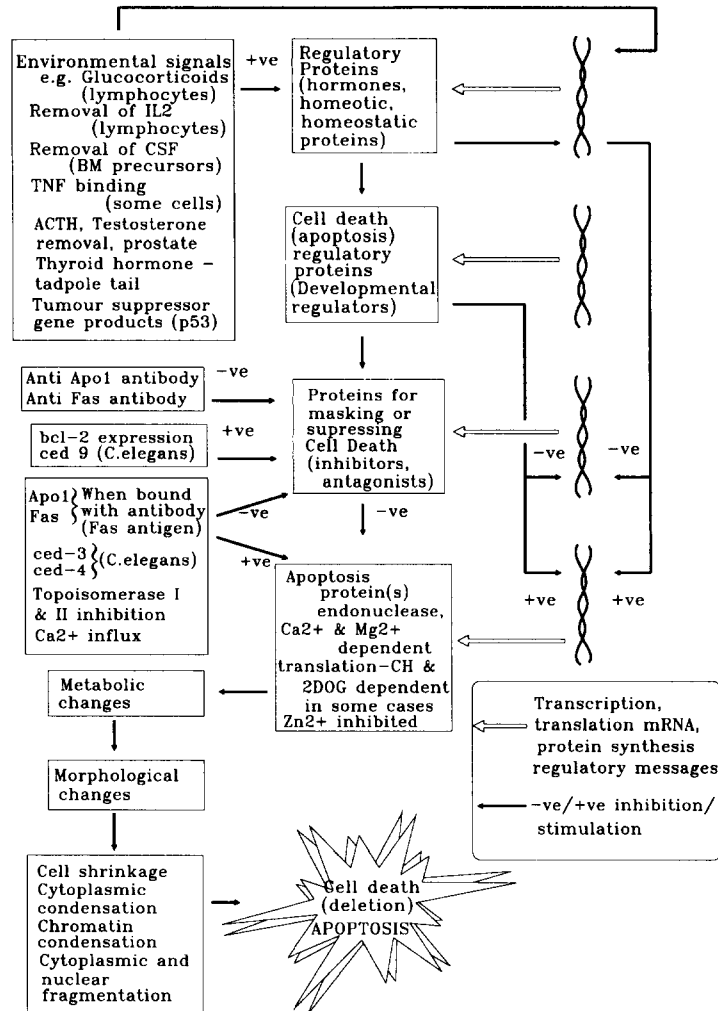 Environmental signals
e.g. Glucocorticoids
(lymphocytes)
Removal of IL2
(lymphocytes)
Removal of CSF
(BM precursors)
TNF binding
(some cells)
ACTH, Testosterone
removal, prostate
Thyroid hormone –
tadpole tail
Tumour suppressor
gene products (p53)
+ve
Regulatory
Proteins
(hormones,
homeotic,
homeostatic
proteins)
Cell death
(apoptosis)
regulatory
proteins
(Developmental
regulators)
Anti Apo1 antibody
Anti Fas antibody
-ve
bcl-2 expression
ced 9 (C.elegans)
+ve
Proteins for
masking or
supressing
Cell Death
(inhibitors,
antagonists)
-ve
-ve
Apo1
Fas
When bound
with antibody
(Fas antigen)
ced-3
ced-4
(C.elegans)
Topoisomerase I
& II inhibition
Ca2+ influx
-ve
+ve
-ve
Apoptosis
protein(s)
endonuclease,
Ca2+ & Mg2+
dependent
translation-CH &
2DOG dependent
in some cases
Zn2+ inhibited
+ve
+ve
Metabolic
changes
Morphological
changes
Cell shrinkage
Cytoplasmic
condensation
Chromatin
condensation
Cytoplasmic and
nuclear
fragmentation
Cell death
(deletion)
APOPTOSIS
Transcription,
translation mRNA,
protein synthesis
regulatory messages
-ve/+ve inhibition/
stimulation